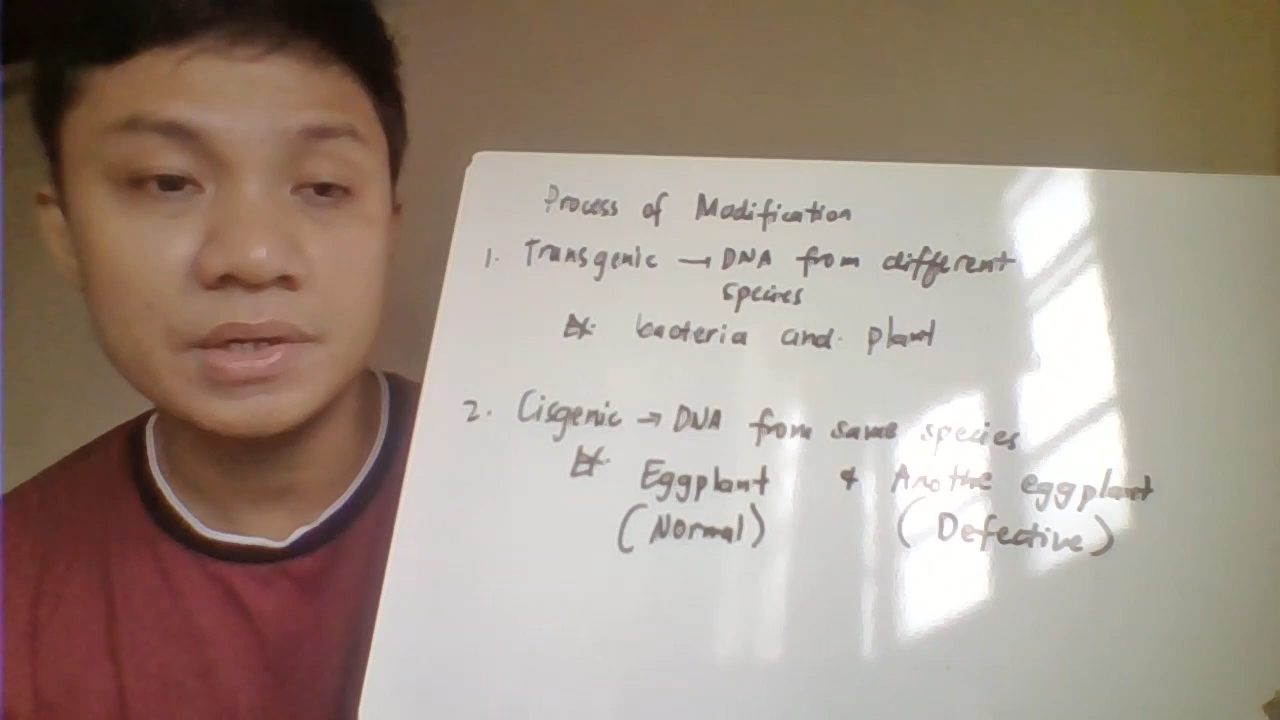 Process of Modification
1. Transgenic → DNA from different
species
Ex. bacteria and plant
2. Cisgenic → DNA from same species
Ex. Eggplant & Anothe eggplant
(Normal) (Defective)